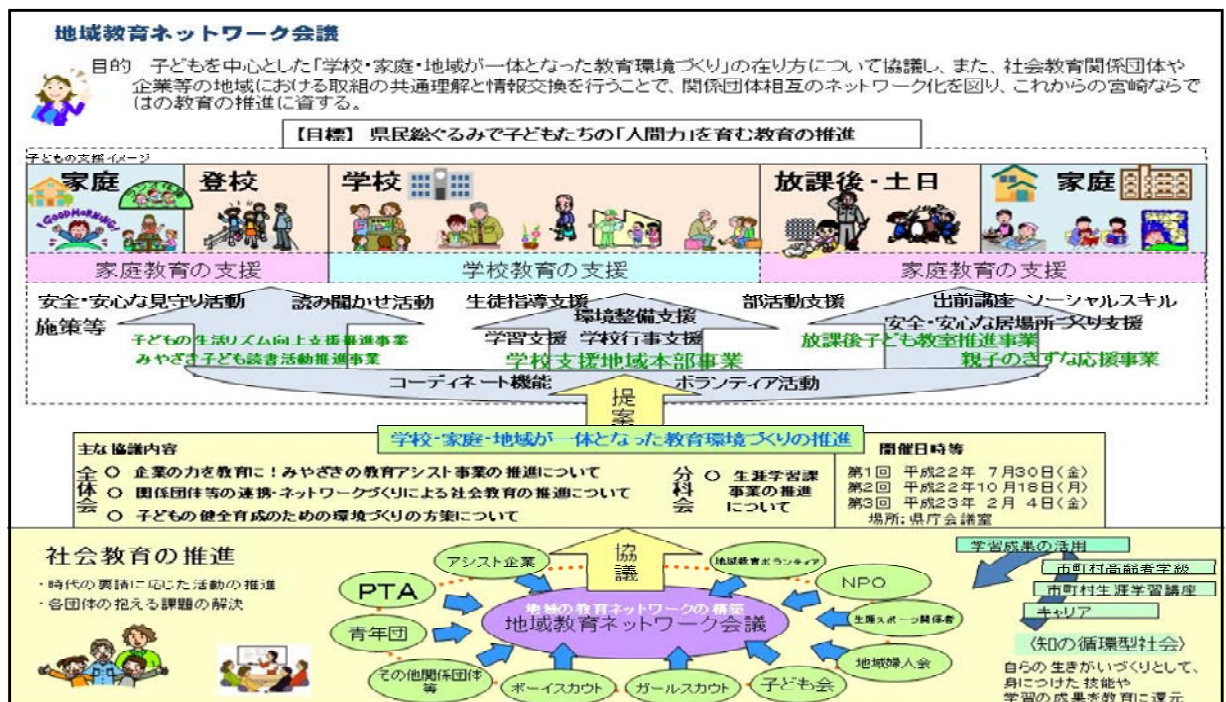 地域教育ネットワーク会議
目的　子どもを中心とした「学校・家庭・地域が一体となった教育環境づくり」の在り方について協議し、また、社会教育関係団体や
企業等の地域における取組の共通理解と情報交換を行うことで、関係団体相互のネットワーク化を図り、これからの宮崎ならで
はの教育の推進に資する。
【目標】 県民総ぐるみで子どもたちの「人間力」を育む教育の推進
子どもの支援イメージ
家庭
登校
学校
放課後・土日
家庭
GOOD MORNING!
家庭教育の支援
学校教育の支援
家庭教育の支援
安全・安心な見守り活動
読み聞かせ活動
生徒指導支援
部活動支援
出前講座
ソーシャルスキル
環境整備支援
安全・安心な居場所づくり支援
施策等
子どもの生活リズム向上支援推進事業
学習支援
学校行事支援
放課後子ども教室推進事業
みやざき子ども読書活動推進事業
学校支援地域本部事業
親子のきずな応援事業
コーディネート機能
ボランティア活動
提案
学校・家庭・地域が一体となった教育環境づくりの推進
主な協議内容
全体会
○ 企業の力を教育に!みやざきの教育アシスト事業の推進について
○ 関係団体等の連携・ネットワークづくりによる社会教育の推進について
○ 子どもの健全育成のための環境づくりの方策について
分科会
○ 生涯学習課
事業の推進
について
開催日時等
第1回 平成22年 7月30日(金)
第2回 平成22年10月18日(月)
第3回 平成23年 2月 4日(金)
場所:県庁会議室
社会教育の推進
・時代の要請に応じた活動の推進
・各団体の抱える課題の解決
協議
アシスト企業
地域教育ボランティア
PTA
NPO
青年団
生涯スポーツ関係者
地域の教育ネットワークの構築
地域教育ネットワーク会議
その他関係団体
等
ボーイスカウト
ガールスカウト
子ども会
地域婦人会
学習成果の活用
市町村高齢者学級
市町村生涯学習講座
キャリア
〈知の循環型社会〉
自らの生きがいづくりとして、
身につけた技能や
学習の成果を教育に還元